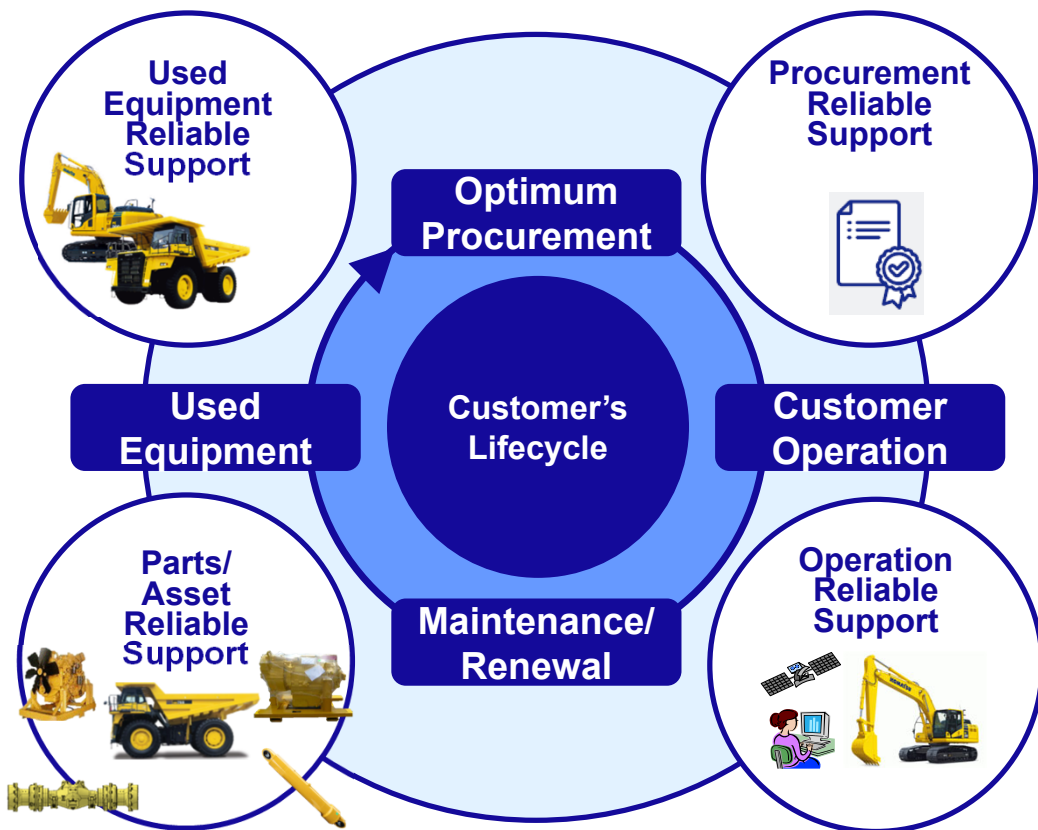 Used
Equipment
Reliable
Support
Procurement
Reliable
Support
Optimum
Procurement
Used
Equipment
Customer's
Lifecycle
Customer
Operation
Parts/
Asset
Reliable
Support
Maintenance/
Renewal
Operation
Reliable
Support
KOMATSU